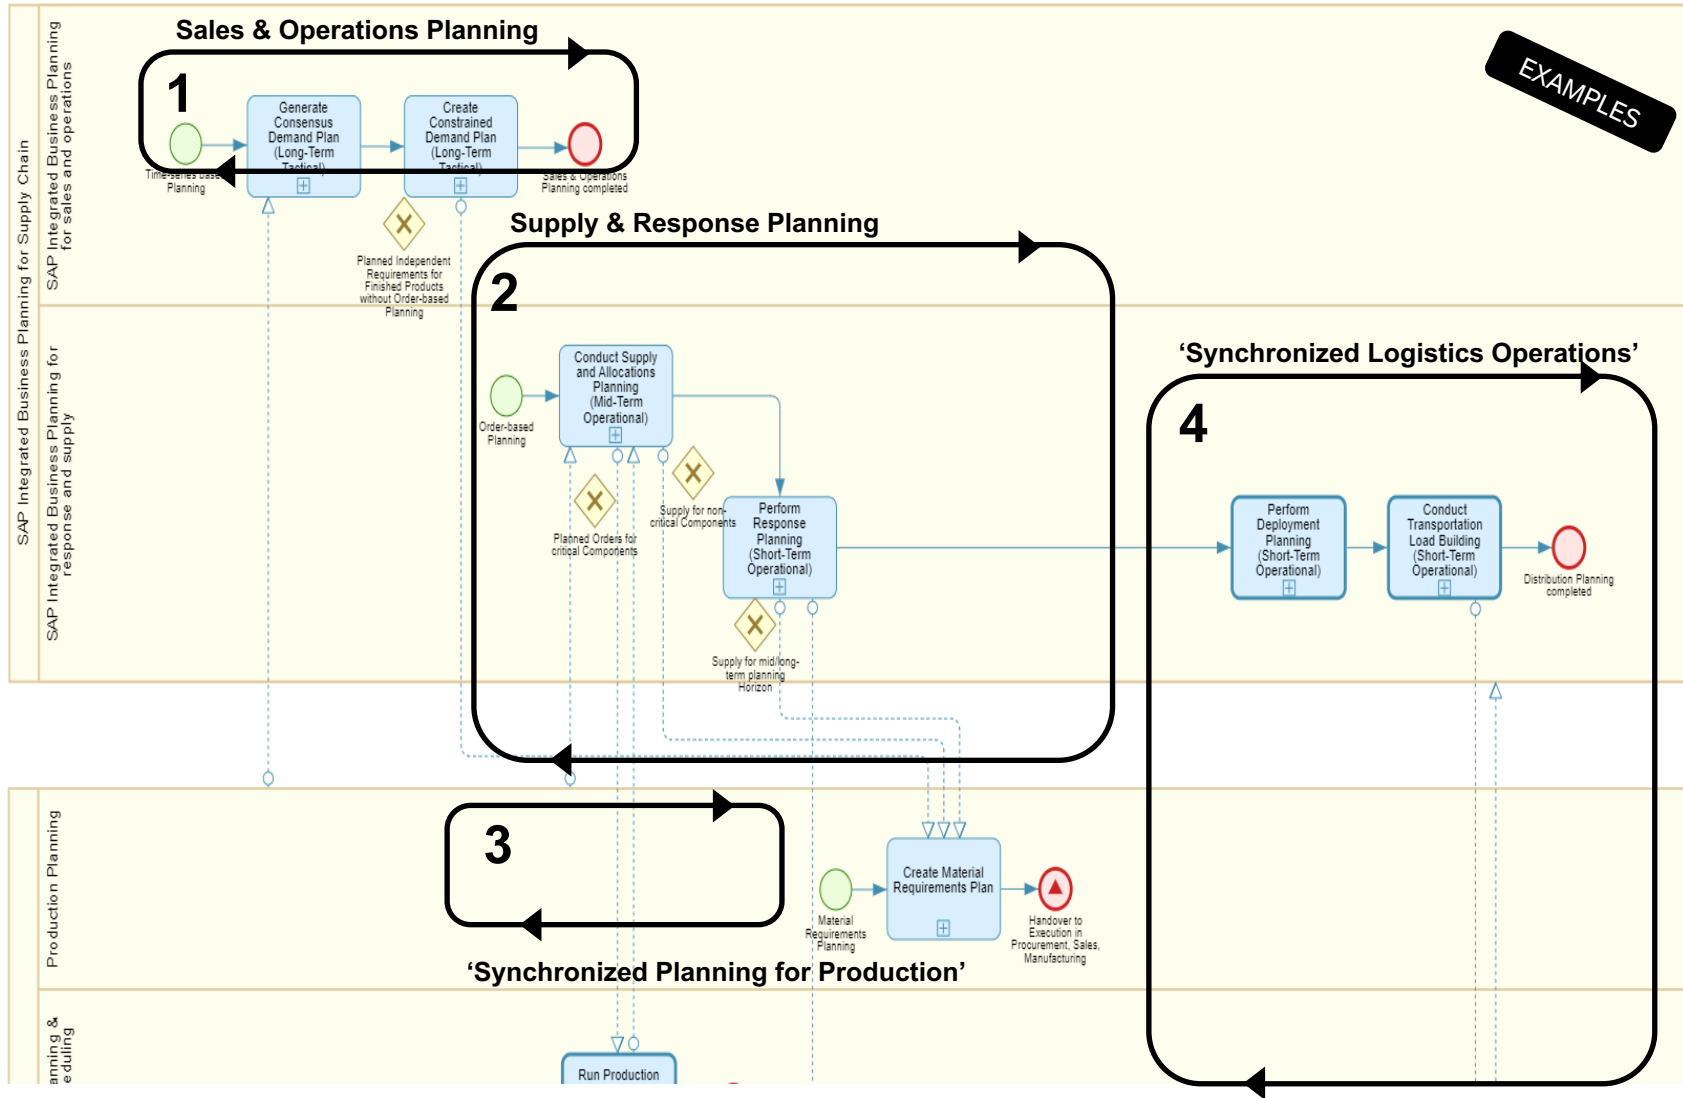 Sales & Operations Planning
EXAMPLES
1
Generate
Consensus
Demand Plan
(Long-Term
Tactical)
Create
Constrained
Demand Plan
(Long-Term
Tactical)
Time-series based
Planning
Sales & Operations
Planning completed
SAP Integrated Business Planning for Supply Chain
SAP Integrated Business Planning
for sales and operations
Planned Independent
Requirements for
Finished Products
without Order-based
Planning
Supply & Response Planning
2
SAP Integrated Business Planning for
response and supply
Order-based
Planning
Conduct Supply
and Allocations
Planning
(Mid-Term
Operational)
Planned Orders for
critical Components
Supply for non-
critical Components
Perform
Response
Planning
(Short-Term
Operational)
Supply for mid/long-
term planning
Horizon
‘Synchronized Logistics Operations’
4
Perform
Deployment
Planning
(Short-Term
Operational)
Conduct
Transportation
Load Building
(Short-Term
Operational)
Distribution Planning
completed
Production Planning
3
‘Synchronized Planning for Production’
Material
Requirements
Planning
Create Material
Requirements Plan
Handover to
Execution in
Procurement, Sales,
Manufacturing
anning &
eduling
Run Production